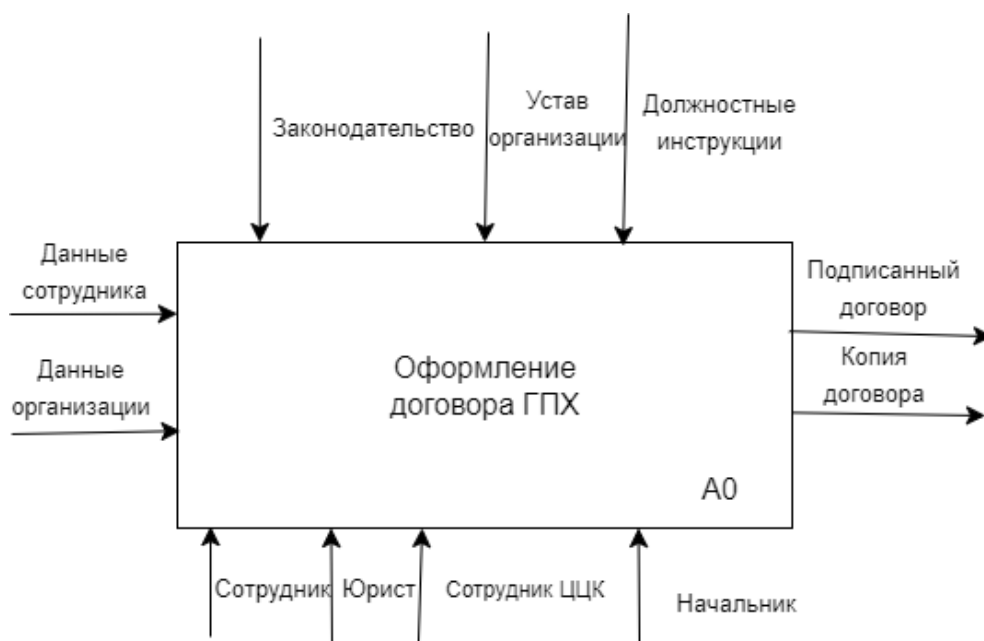 Законодательство
Устав
организации
Должностные
инструкции
Данные
сотрудника
Данные
организации
Оформление
договора ГПХ
A0
Подписанный
договор
Копия
договора
Сотрудник
Юрист
Сотрудник ЦЦК
Начальник